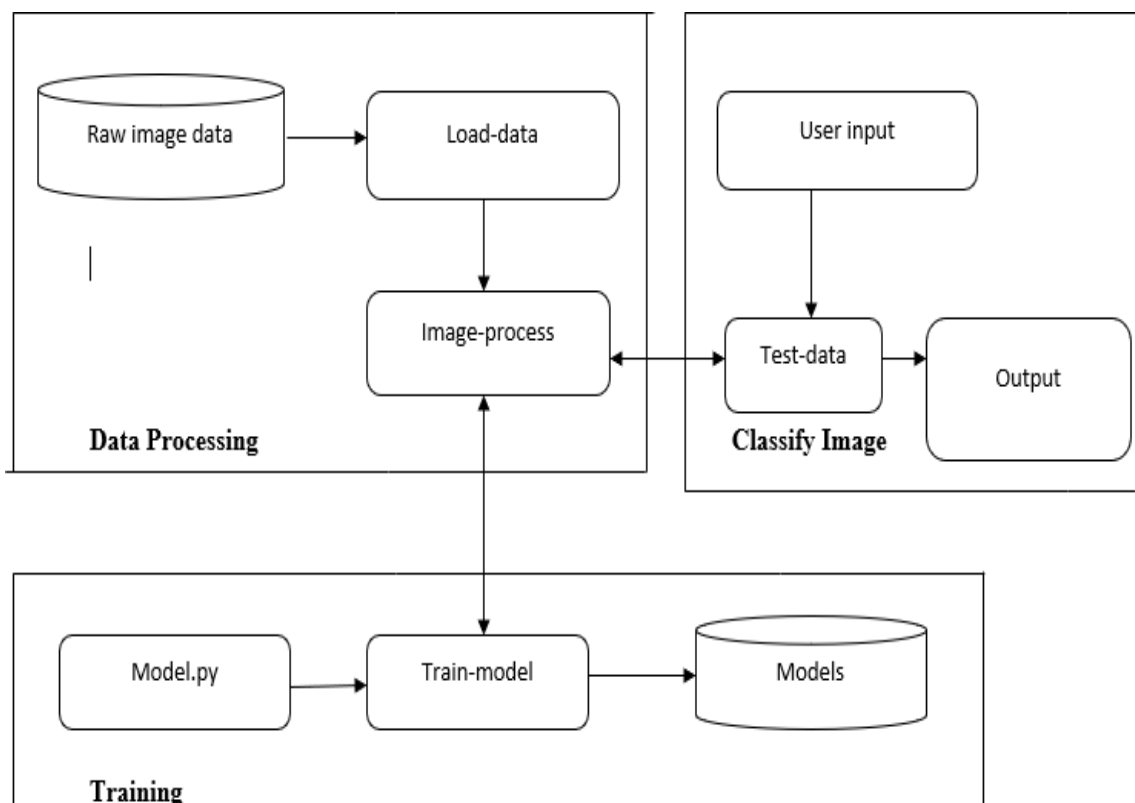 Raw image data
Load-data
Image-process
Data Processing
User input
Test-data
Output
Classify Image
Model.py
Train-model
Models
Training